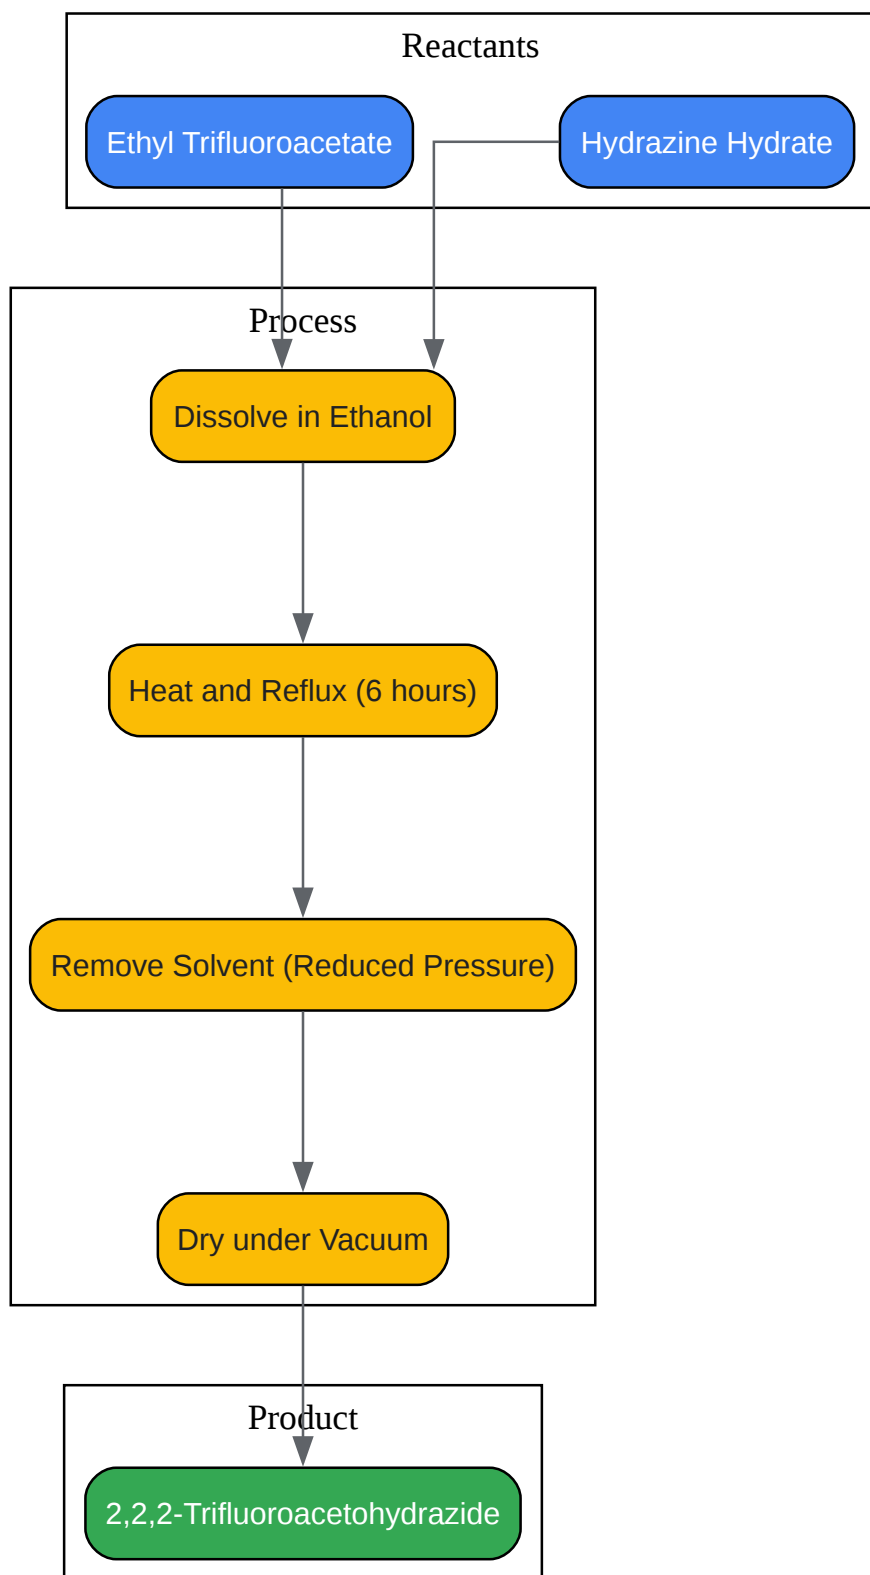 Reactants
Ethyl Trifluoroacetate
Hydrazine Hydrate
Process
Dissolve in Ethanol
Heat and Reflux (6 hours)
Remove Solvent (Reduced Pressure)
Dry under Vacuum
Product
2,2,2-Trifluoroacetohydrazide